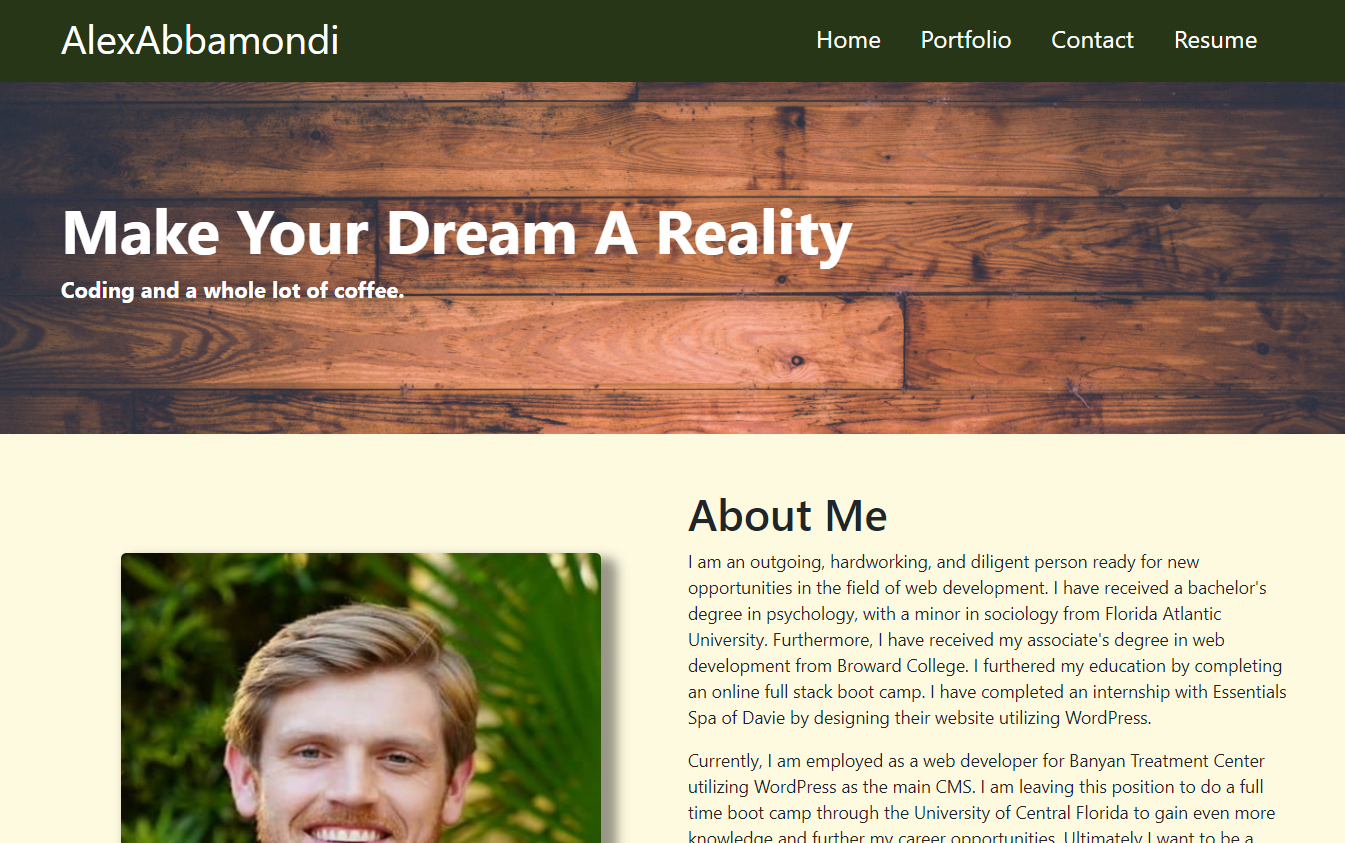 AlexAbbamondi
Home Portfolio Contact Resume
Make Your Dream A Reality
Coding and a whole lot of coffee.
About Me
I am an outgoing, hardworking, and diligent person ready for new
opportunities in the field of web development. I have received a bachelor's
degree in psychology, with a minor in sociology from Florida Atlantic
University. Furthermore, I have received my associate's degree in web
development from Broward College. I furthered my education by completing
an online full stack boot camp. I have completed an internship with Essentials
Spa of Davie by designing their website utilizing WordPress.
Currently, I am employed as a web developer for Banyan Treatment Center
utilizing WordPress as the main CMS. I am leaving this position to do a full
time boot camp through the University of Central Florida to gain even more
knowledge and further my career opportunities. Ultimately I want to be a